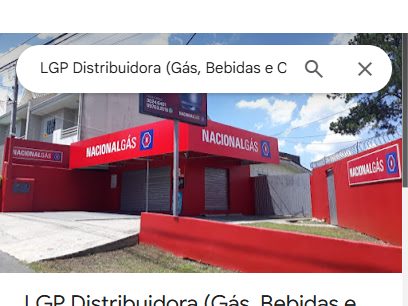 LGP Distribuidora (Gás, Bebidas e C
NACIONALGÁS
NACIONALGÁS
NACIONALGÁS
NACIONALGÁS
LGP Distribuidora (Gás, Bebidas e